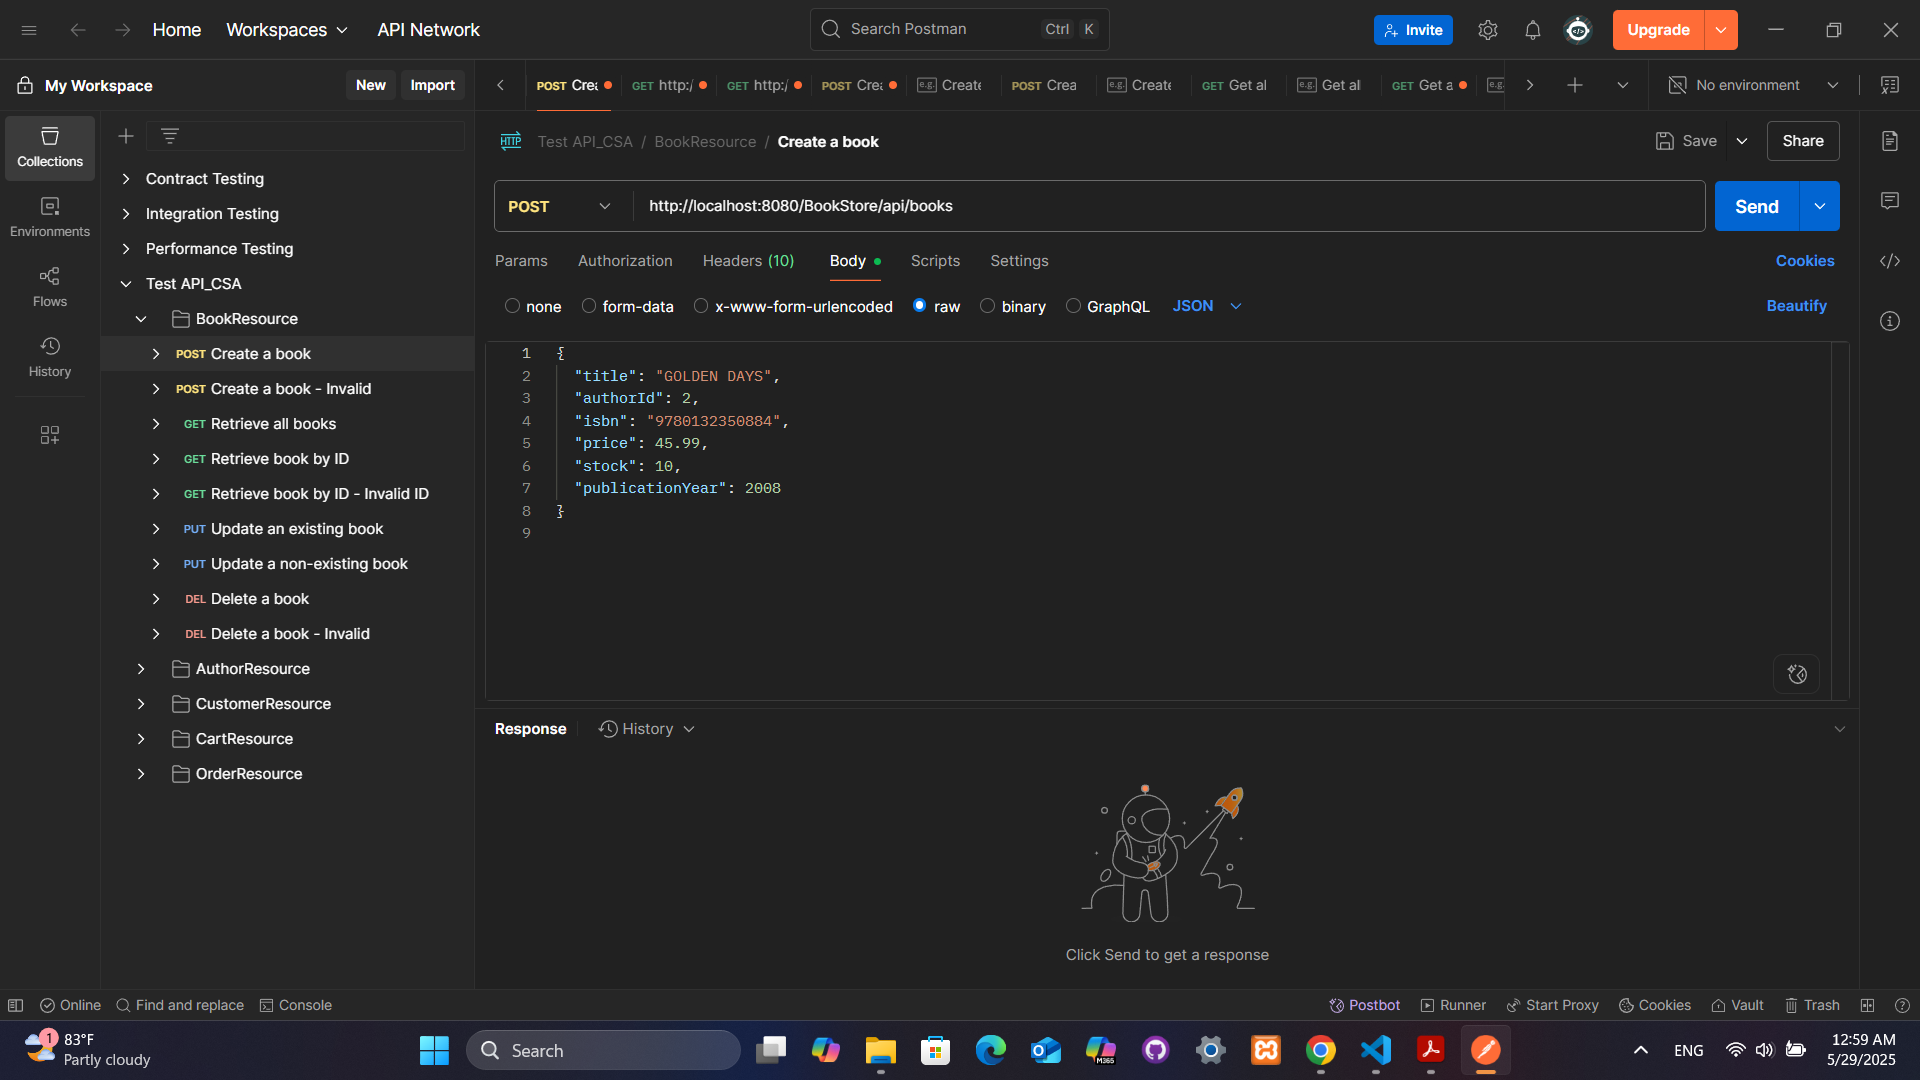 Home
Workspaces
API Network
Search Postman
Ctrl K
Invite
Upgrade
My Workspace
New
Import
POST Crea
GET http:/
GET http:/
POST Crea
e.g. Create
POST Crea
e.g. Create
GET Get al
e.g. Get all
GET Get a
e.g.
No environment
Collections
Environments
Flows
History
Contract Testing
Integration Testing
Performance Testing
Test API_CSA
BookResource
POST Create a book
POST Create a book - Invalid
GET Retrieve all books
GET Retrieve book by ID
GET Retrieve book by ID - Invalid ID
PUT Update an existing book
PUT Update a non-existing book
DEL Delete a book
DEL Delete a book - Invalid
AuthorResource
CustomerResource
CartResource
OrderResource
HTTP Test API_CSA / BookResource / Create a book
Save
Share
POST http://localhost:8080/BookStore/api/books
Send
Params Authorization Headers (10) Body Scripts Settings
Cookies
none form-data x-www-form-urlencoded raw binary GraphQL JSON
Beautify
1 {
2 "title": "GOLDEN DAYS",
3 "authorId": 2,
4 "isbn": "9780132350884",
5 "price": 45.99,
6 "stock": 10,
7 "publicationYear": 2008
8 }
9
Response
History
Click Send to get a response
Online
Find and replace
Console
Postbot
Runner
Start Proxy
Cookies
Vault
Trash
1
83°F
Partly cloudy
Search
M365
ENG
12:59 AM
5/29/2025